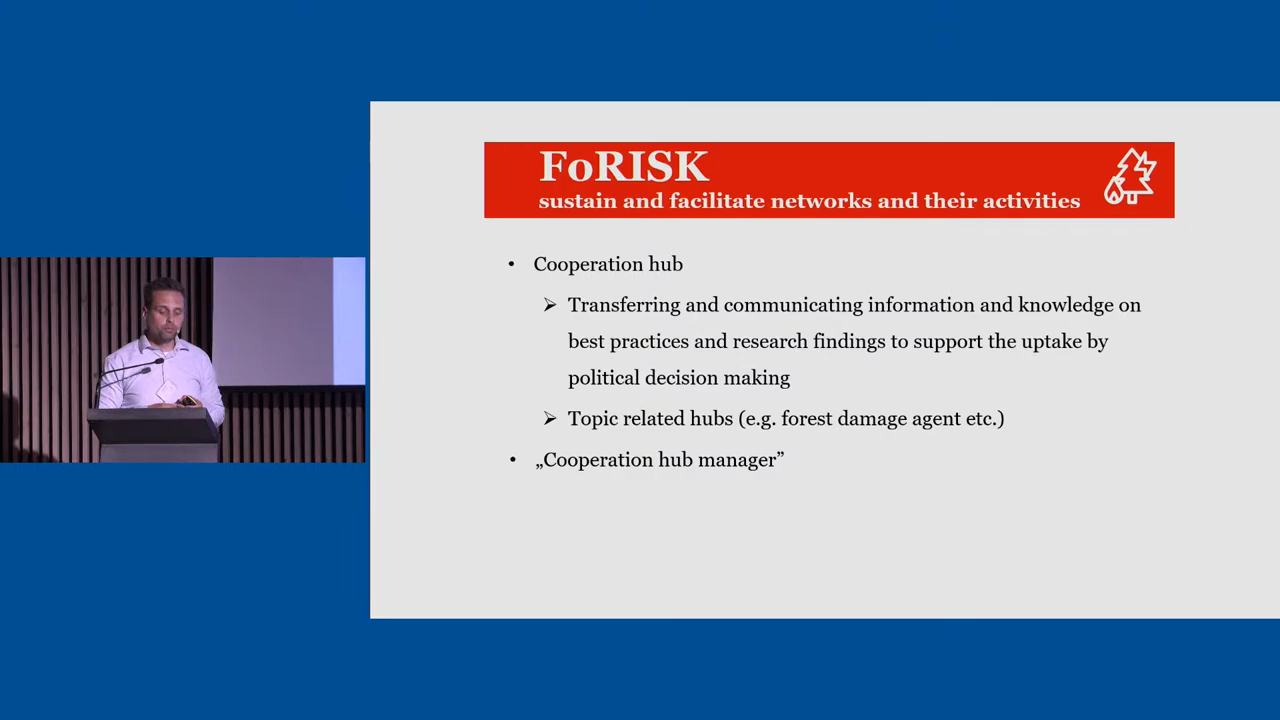 FoRISK
sustain and facilitate networks and their activities
• Cooperation hub
➢ Transferring and communicating information and knowledge on
best practices and research findings to support the uptake by
political decision making
➢ Topic related hubs (e.g. forest damage agent etc.)
• „Cooperation hub manager”